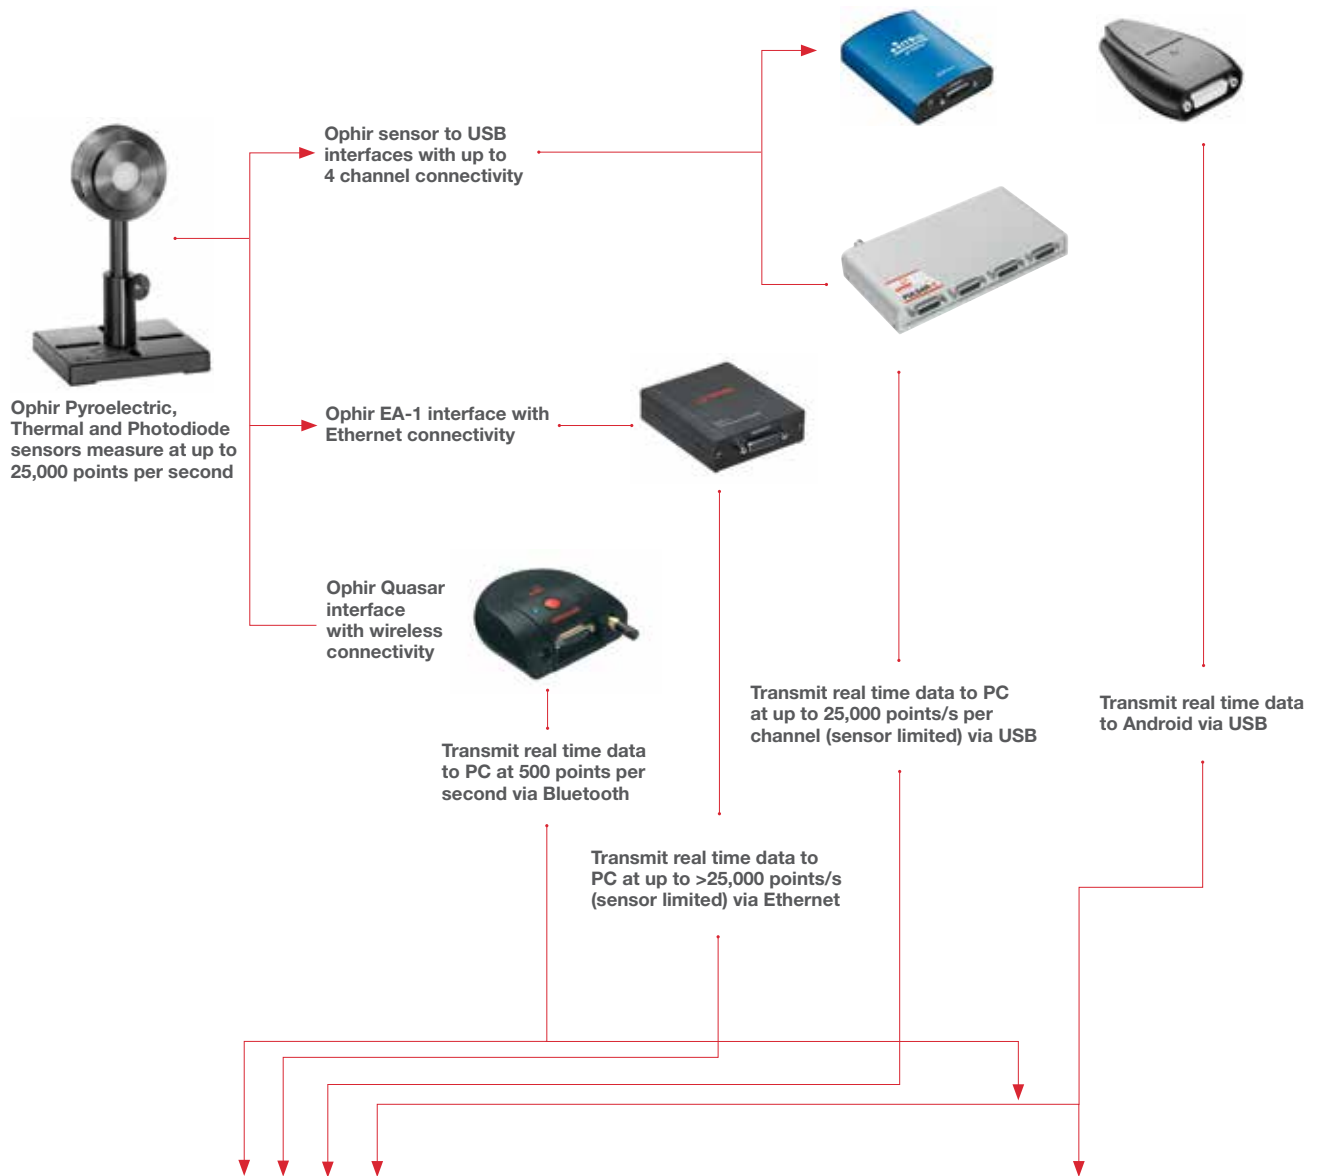 Ophir sensor to USB
interfaces with up to
4 channel connectivity
Ophir Pyroelectric,
Thermal and Photodiode
sensors measure at up to
25,000 points per second
Ophir EA-1 interface with
Ethernet connectivity
Ophir Quasar
interface
with wireless
connectivity
Transmit real time data
to PC at 500 points per
second via Bluetooth
Transmit real time data to
PC at up to >25,000 points/s
(sensor limited) via Ethernet
Transmit real time data to PC
at up to 25,000 points/s per
channel (sensor limited) via USB
Transmit real time data
to Android via USB